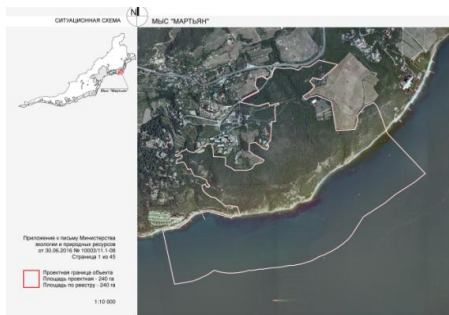 СИТУАЦИОННАЯ СХЕМА
N
МЫС "МАРТЬЯН"
Мыс "Мартьян"
Приложение к письму Министерства
экологии и природных ресурсов
от 30.06.2016 № 10003/11.1-08
Страница 1 из 45
Проектная граница объекта
Площадь проектная - 240 га
Площадь по реестру - 240 га
1:10 000